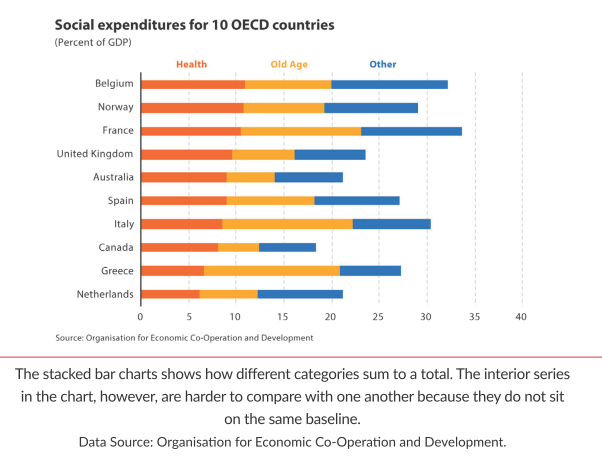 Social expenditures for 10 OECD countries
(Percent of GDP)
Health Old Age Other
Belgium
Norway
France
United Kingdom
Australia
Spain
Italy
Canada
Greece
Netherlands
0 5 10 15 20 25 30 35 40
Source: Organisation for Economic Co-Operation and Development
The stacked bar charts shows how different categories sum to a total. The interior series
in the chart, however, are harder to compare with one another because they do not sit
on the same baseline.
Data Source: Organisation for Economic Co-Operation and Development.